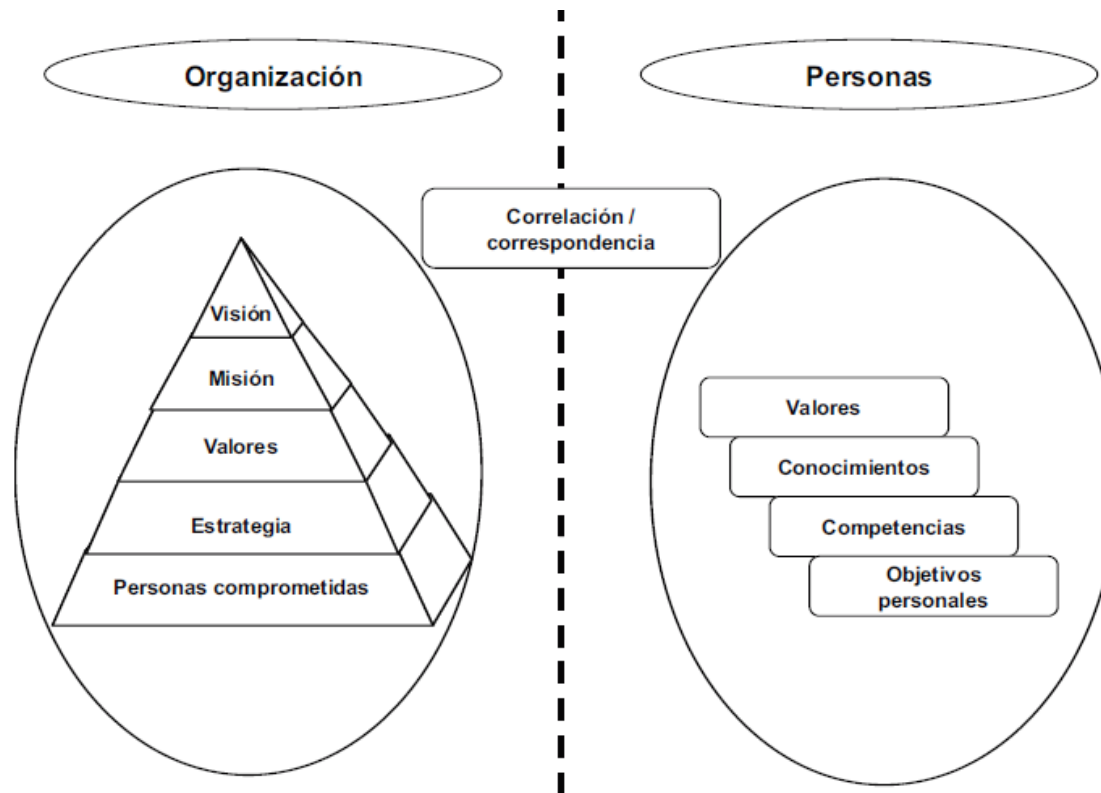 Organización
Personas
Correlación /
correspondencia
Visión
Misión
Valores
Estrategia
Personas comprometidas
Valores
Conocimientos
Competencias
Objetivos
personales